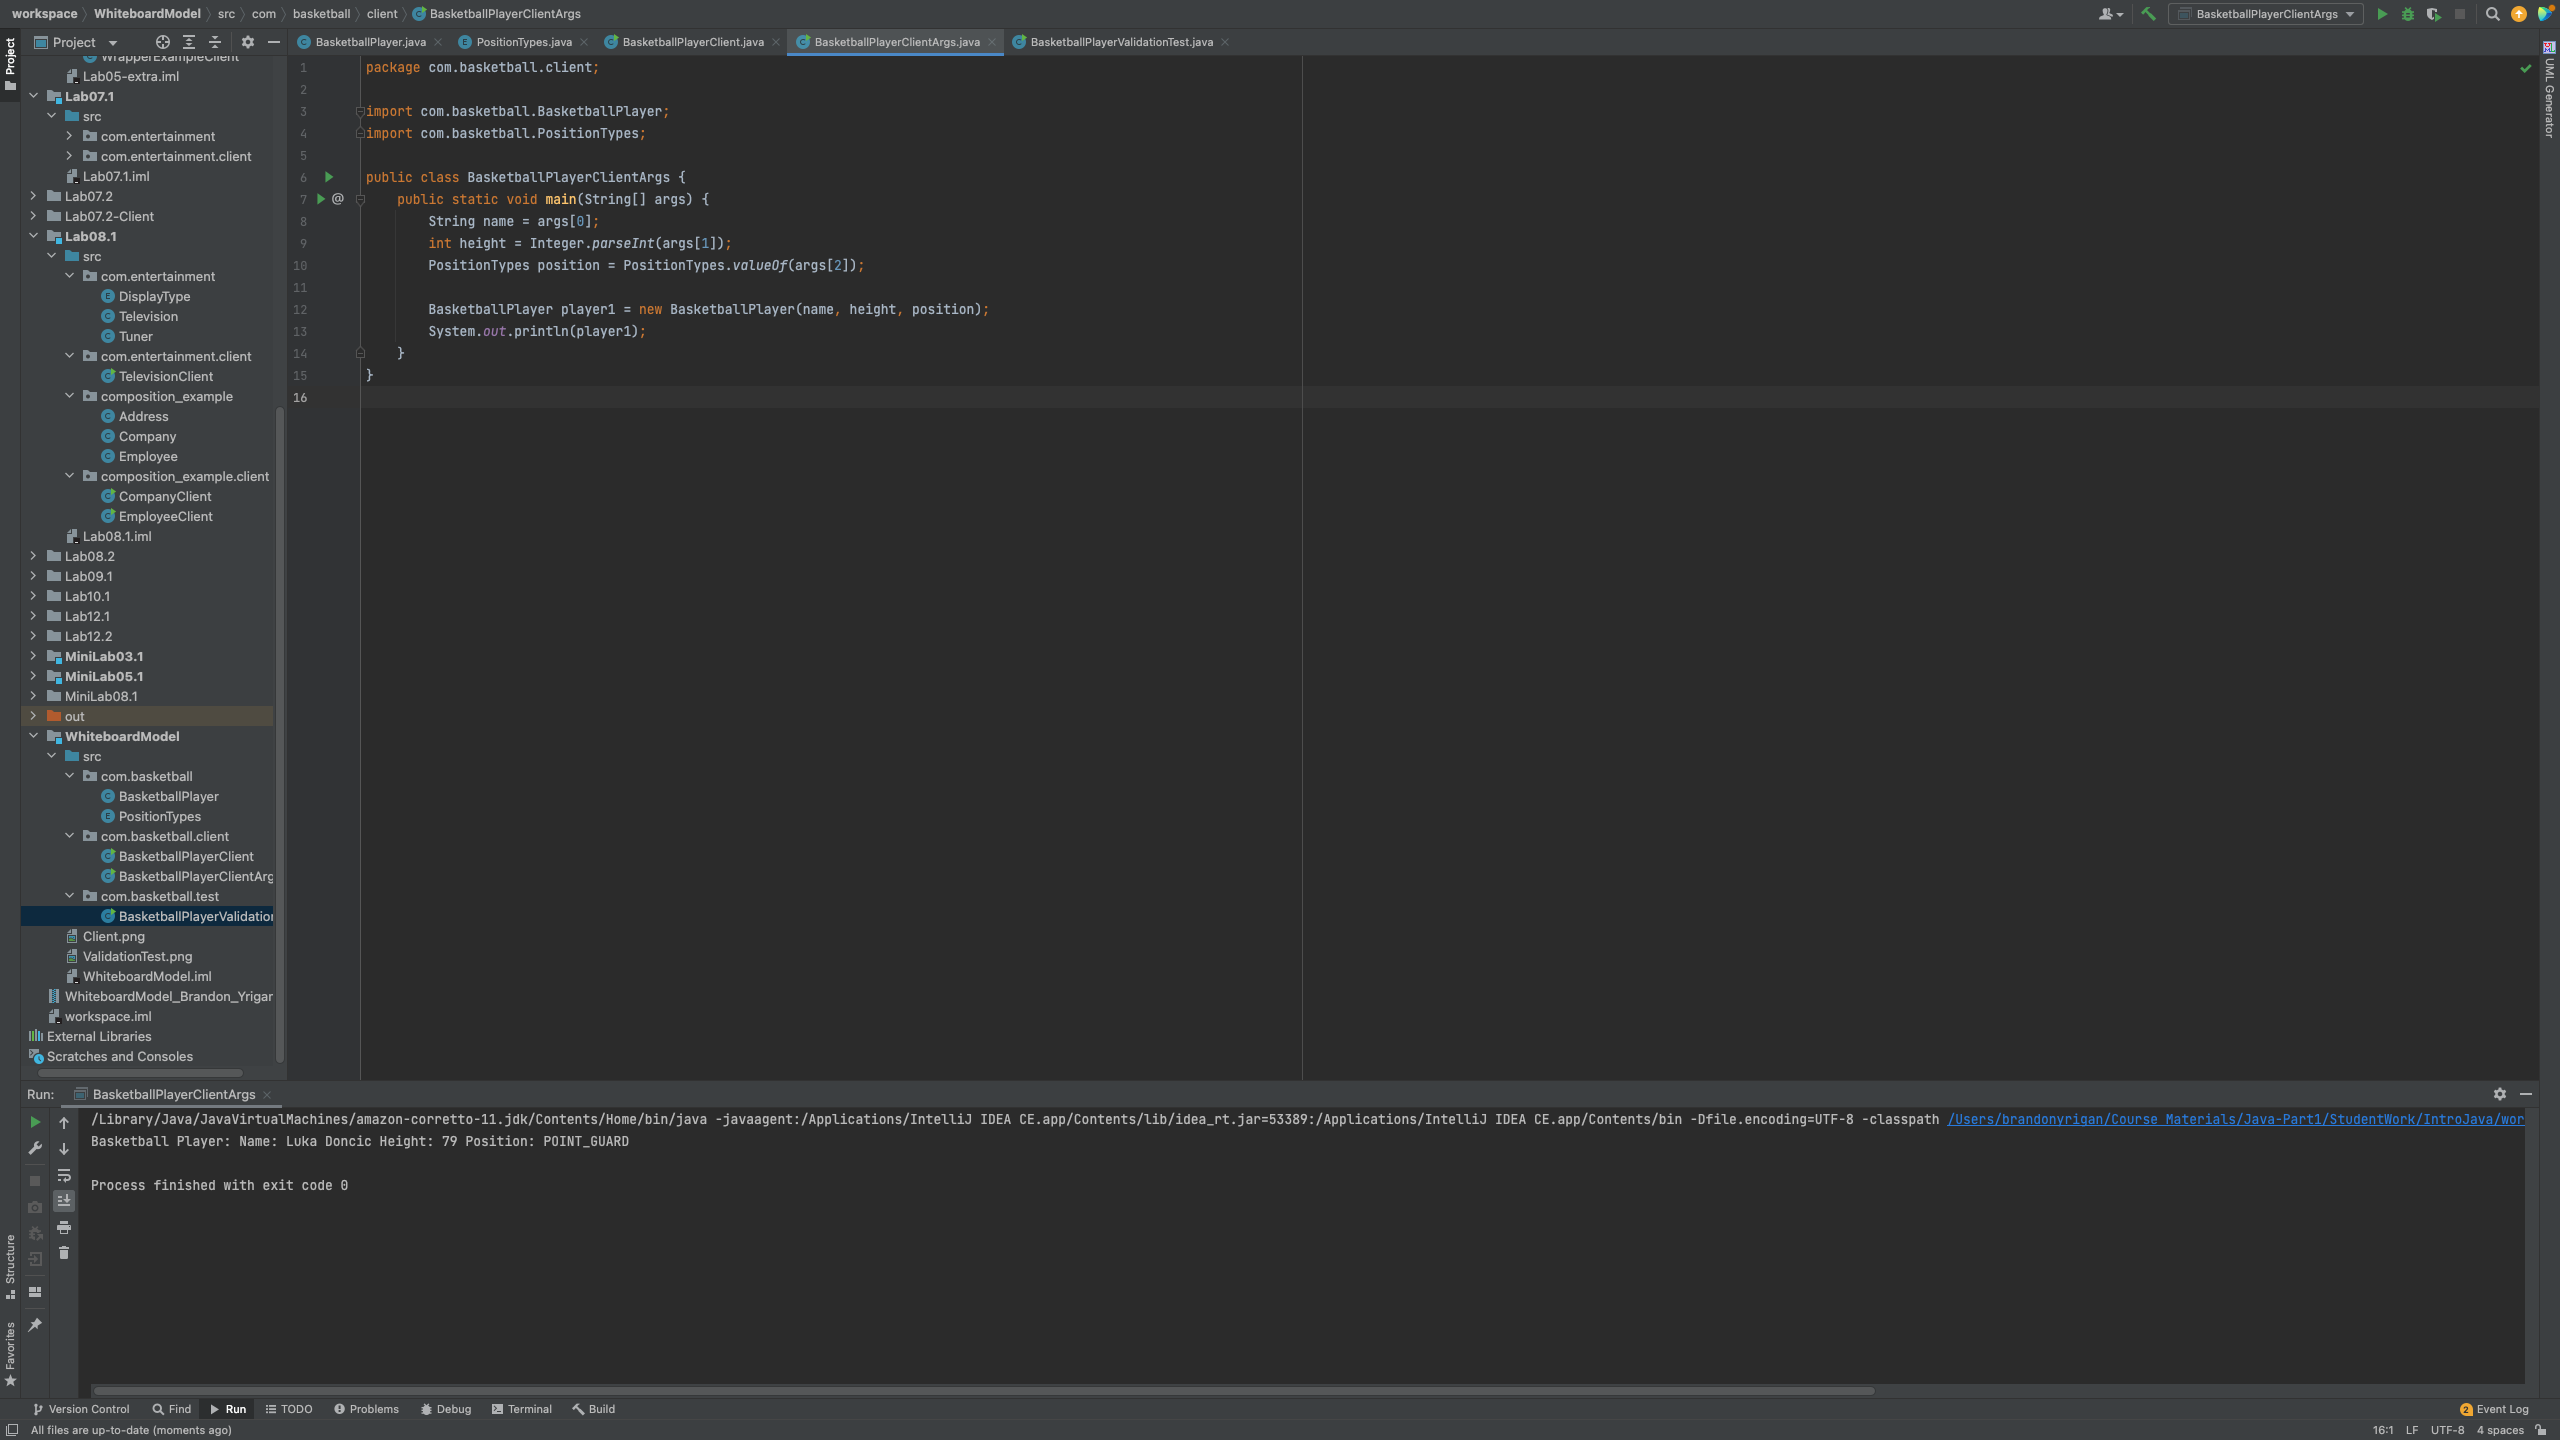 workspace WhiteboardModel src com basketball client BasketballPlayerClientArgs
BasketballPlayerClientArgs
Project
BasketballPlayer.java PositionTypes.java BasketballPlayerClient.java BasketballPlayerClientArgs.java BasketballPlayerValidationTest.java
Project
UML Generator
WrapperExampleClient
Lab05-extra.iml
Lab07.1
src
com.entertainment
com.entertainment.client
Lab07.1.iml
Lab07.2
Lab07.2-Client
Lab08.1
src
com.entertainment
DisplayType
Television
Tuner
com.entertainment.client
TelevisionClient
composition_example
Address
Company
Employee
composition_example.client
CompanyClient
EmployeeClient
Lab08.1.iml
Lab08.2
Lab09.1
Lab10.1
Lab12.1
Lab12.2
MiniLab03.1
MiniLab05.1
MiniLab08.1
out
WhiteboardModel
src
com.basketball
BasketballPlayer
PositionTypes
com.basketball.client
BasketballPlayerClient
BasketballPlayerClientArg
com.basketball.test
BasketballPlayerValidation
Client.png
ValidationTest.png
WhiteboardModel.iml
WhiteboardModel_Brandon_Yrigar
workspace.iml
External Libraries
Scratches and Consoles
1 package com.basketball.client;
2
3 import com.basketball.BasketballPlayer;
4 import com.basketball.PositionTypes;
5
6 public class BasketballPlayerClientArgs {
7 @ public static void main(String[] args) {
8 String name = args[0];
9 int height = Integer.parseInt(args[1]);
10 PositionTypes position = PositionTypes.valueOf(args[2]);
11
12 BasketballPlayer player1 = new BasketballPlayer(name, height, position);
13 System.out.println(player1);
14 }
15 }
16
Run: BasketballPlayerClientArgs
/Library/Java/JavaVirtualMachines/amazon-corretto-11.jdk/Contents/Home/bin/java -javaagent:/Applications/IntelliJ IDEA CE.app/Contents/lib/idea_rt.jar=53389:/Applications/IntelliJ IDEA CE.app/Contents/bin -Dfile.encoding=UTF-8 -classpath /Users/brandonyrigan/Course Materials/Java-Part1/StudentWork/IntroJava/wor
Basketball Player: Name: Luka Doncic Height: 79 Position: POINT_GUARD
Process finished with exit code 0
Structure
Favorites
Version Control Find Run TODO Problems Debug Terminal Build 2 Event Log
All files are up-to-date (moments ago) 16:1 LF UTF-8 4 spaces